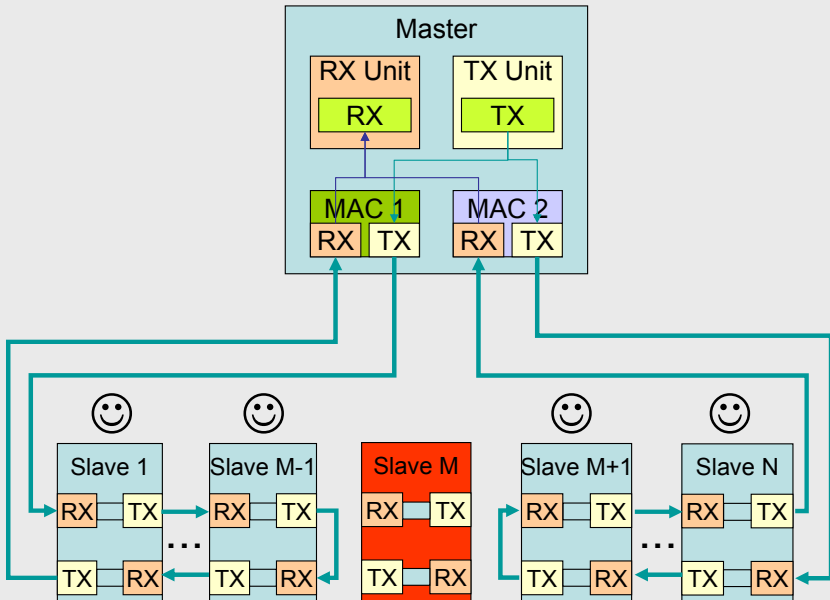 Master
RX Unit TX Unit
RX TX
MAC 1 MAC 2
RX TX RX TX
Slave 1 Slave M-1 Slave M Slave M+1 Slave N
RX TX RX TX RX TX RX TX RX TX
... ...
TX RX TX RX TX RX TX RX TX RX